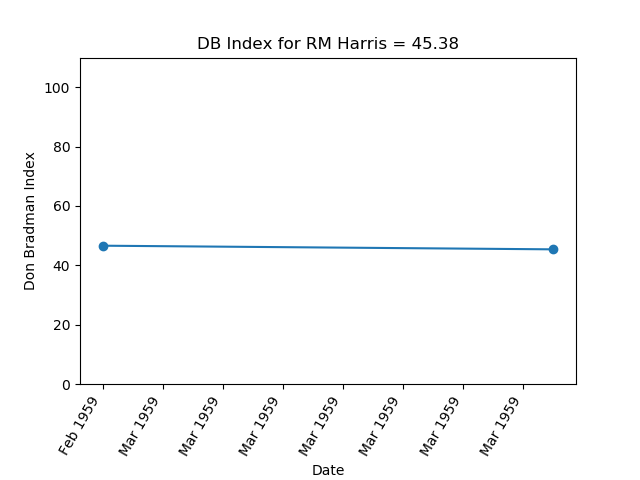 DB Index for RM Harris = 45.38
Don Bradman Index
100
80
60
40
20
0
Feb 1959
Mar 1959
Mar 1959
Mar 1959
Mar 1959
Mar 1959
Mar 1959
Mar 1959
Date